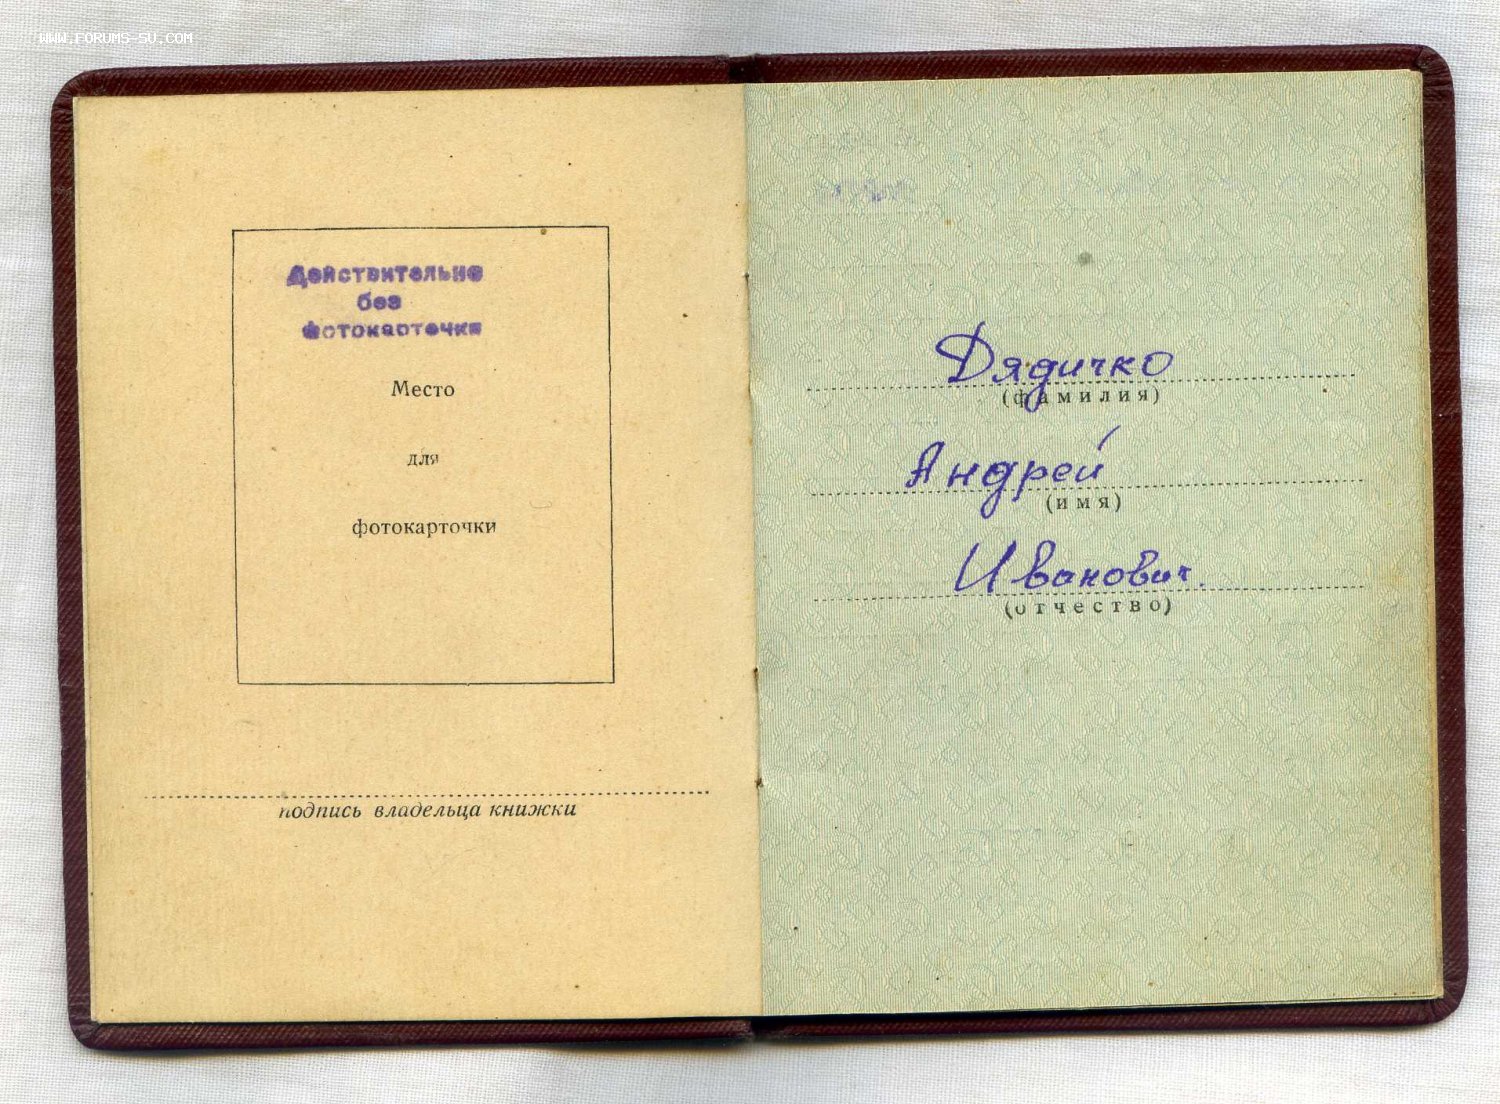 WWW.FORUMS-SU.COM
Действительно
без
фотокарточки
Место
для
фотокарточки
подпись владельца книжки
Дядичко
(фамилия)
Андрей
(имя)
Иванович.
(отчество)